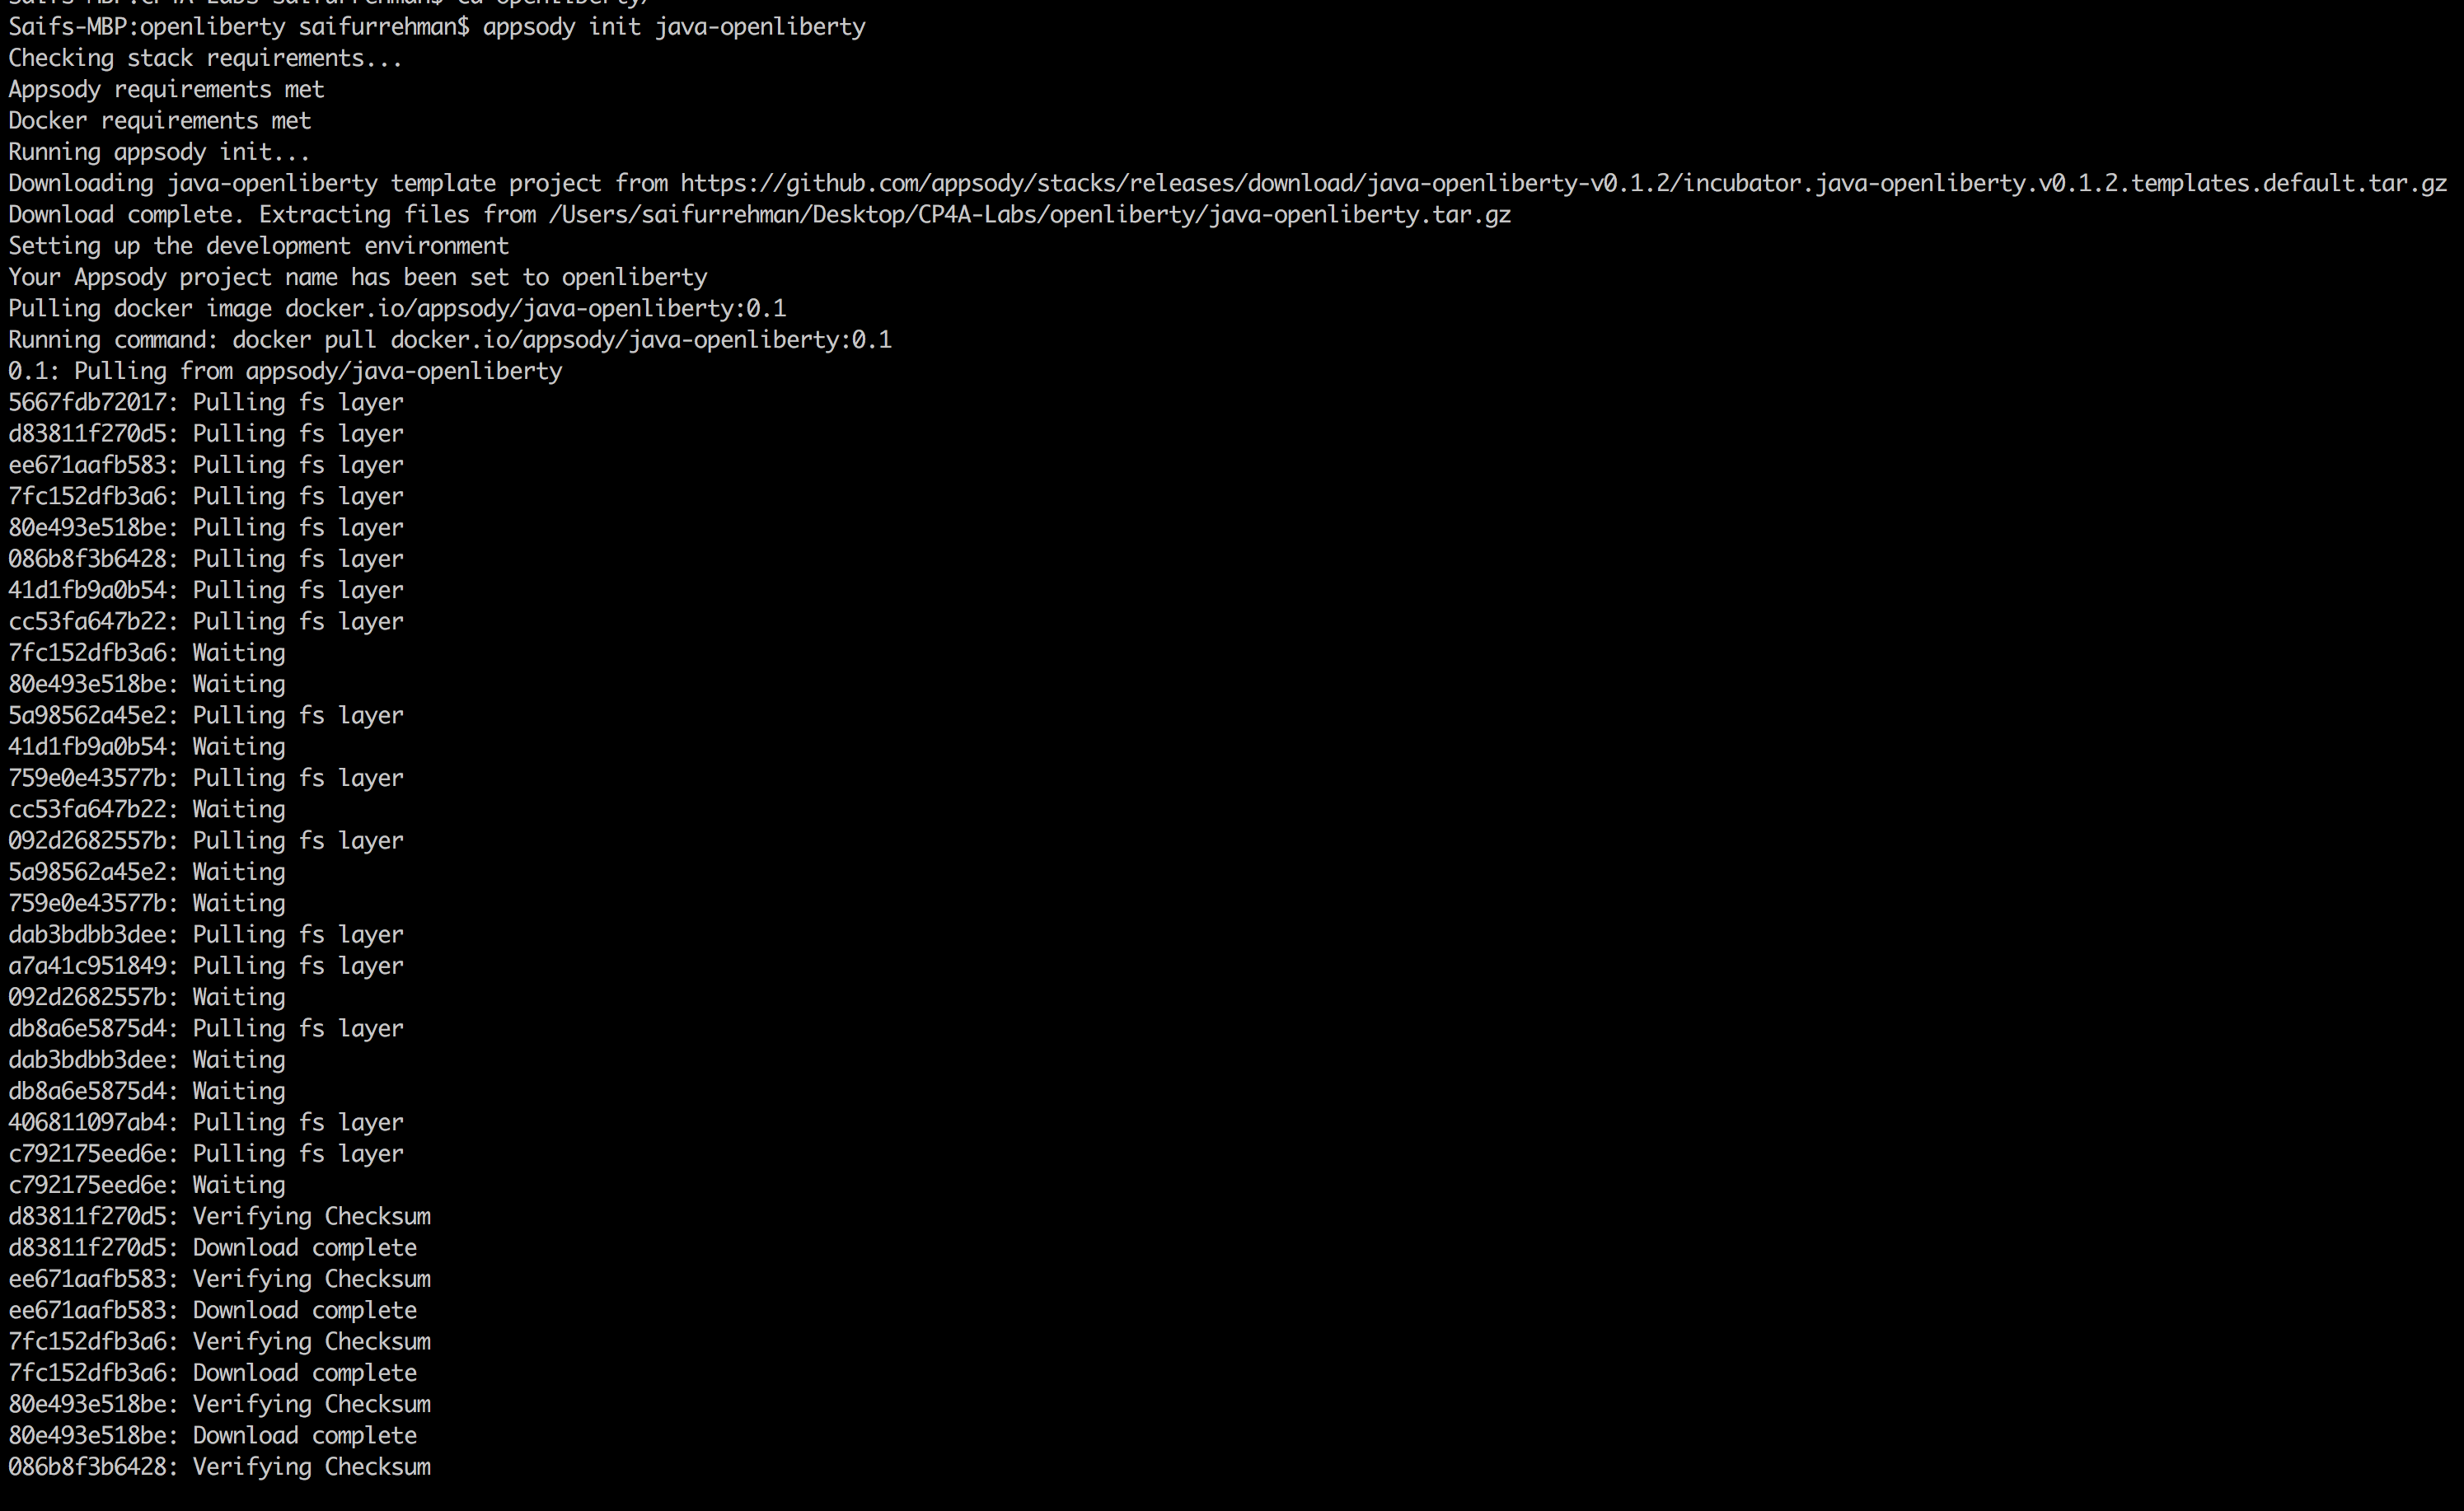 Saifs-MBP:CP4A-Labs saifurrehman$ cd openliberty/
Saifs-MBP:openliberty saifurrehman$ appsody init java-openliberty
Checking stack requirements...
Appsody requirements met
Docker requirements met
Running appsody init...
Downloading java-openliberty template project from https://github.com/appsody/stacks/releases/download/java-openliberty-v0.1.2/incubator.java-openliberty.v0.1.2.templates.default.tar.gz
Download complete. Extracting files from /Users/saifurrehman/Desktop/CP4A-Labs/openliberty/java-openliberty.tar.gz
Setting up the development environment
Your Appsody project name has been set to openliberty
Pulling docker image docker.io/appsody/java-openliberty:0.1
Running command: docker pull docker.io/appsody/java-openliberty:0.1
0.1: Pulling from appsody/java-openliberty
5667fdb72017: Pulling fs layer
d83811f270d5: Pulling fs layer
ee671aafb583: Pulling fs layer
7fc152dfb3a6: Pulling fs layer
80e493e518be: Pulling fs layer
086b8f3b6428: Pulling fs layer
41d1fb9a0b54: Pulling fs layer
cc53fa647b22: Pulling fs layer
7fc152dfb3a6: Waiting
80e493e518be: Waiting
5a98562a45e2: Pulling fs layer
41d1fb9a0b54: Waiting
759e0e43577b: Pulling fs layer
cc53fa647b22: Waiting
092d2682557b: Pulling fs layer
5a98562a45e2: Waiting
759e0e43577b: Waiting
dab3bdbb3dee: Pulling fs layer
a7a41c951849: Pulling fs layer
092d2682557b: Waiting
db8a6e5875d4: Pulling fs layer
dab3bdbb3dee: Waiting
db8a6e5875d4: Waiting
406811097ab4: Pulling fs layer
c792175eed6e: Pulling fs layer
c792175eed6e: Waiting
d83811f270d5: Verifying Checksum
d83811f270d5: Download complete
ee671aafb583: Verifying Checksum
ee671aafb583: Download complete
7fc152dfb3a6: Verifying Checksum
7fc152dfb3a6: Download complete
80e493e518be: Verifying Checksum
80e493e518be: Download complete
086b8f3b6428: Verifying Checksum